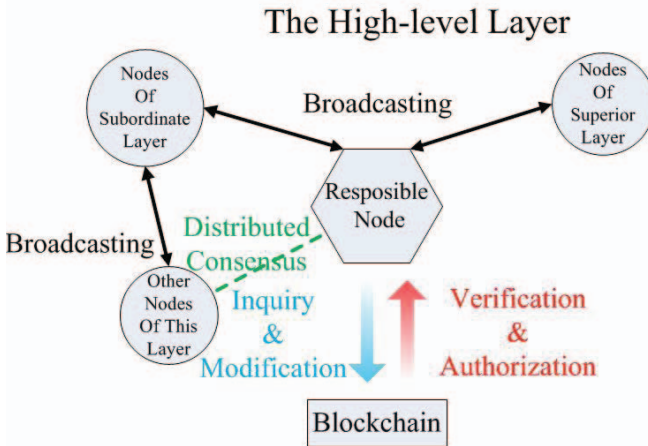 The High-level Layer
Nodes
Of
Subordinate
Layer
Broadcasting
Nodes
Of
Superior
Layer
Resposible
Node
Broadcasting
Distributed
Consensus
Other
Nodes
Of This
Layer
Inquiry
&
Modification
Verification
&
Authorization
Blockchain